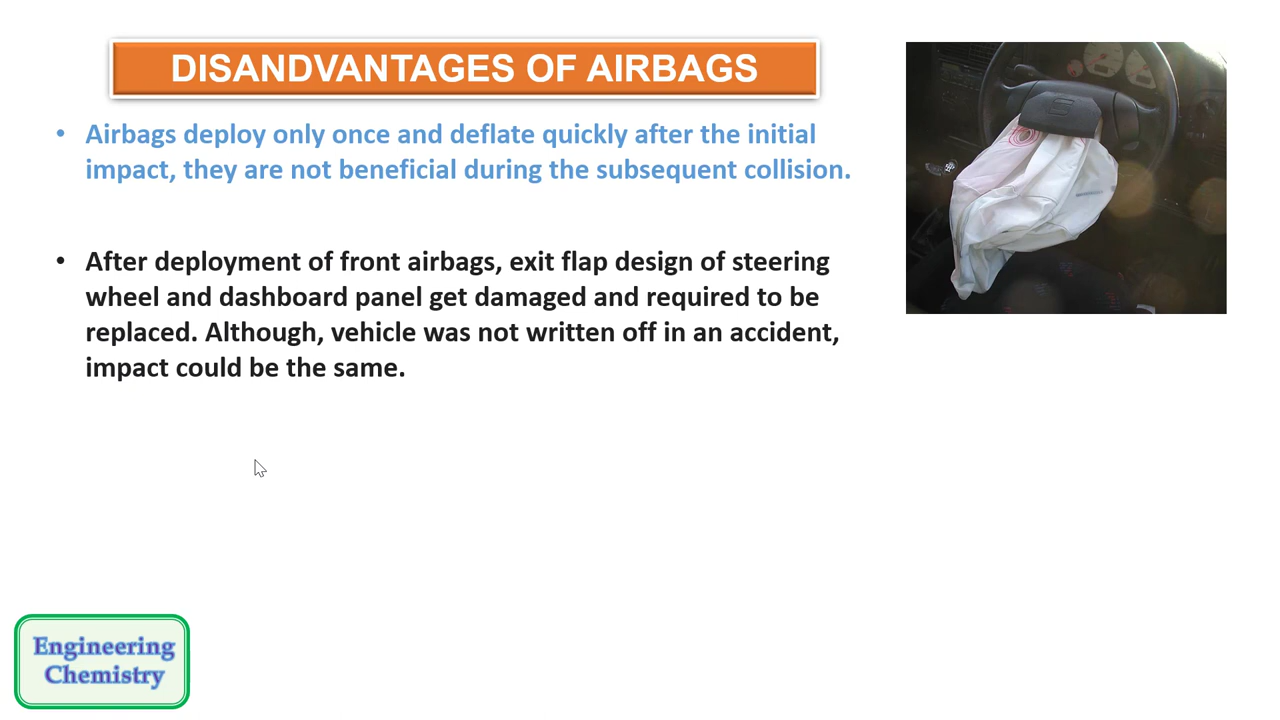 DISANDVANTAGES OF AIRBAGS
• Airbags deploy only once and deflate quickly after the initial
impact, they are not beneficial during the subsequent collision.
• After deployment of front airbags, exit flap design of steering
wheel and dashboard panel get damaged and required to be
replaced. Although, vehicle was not written off in an accident,
impact could be the same.
Engineering
Chemistry